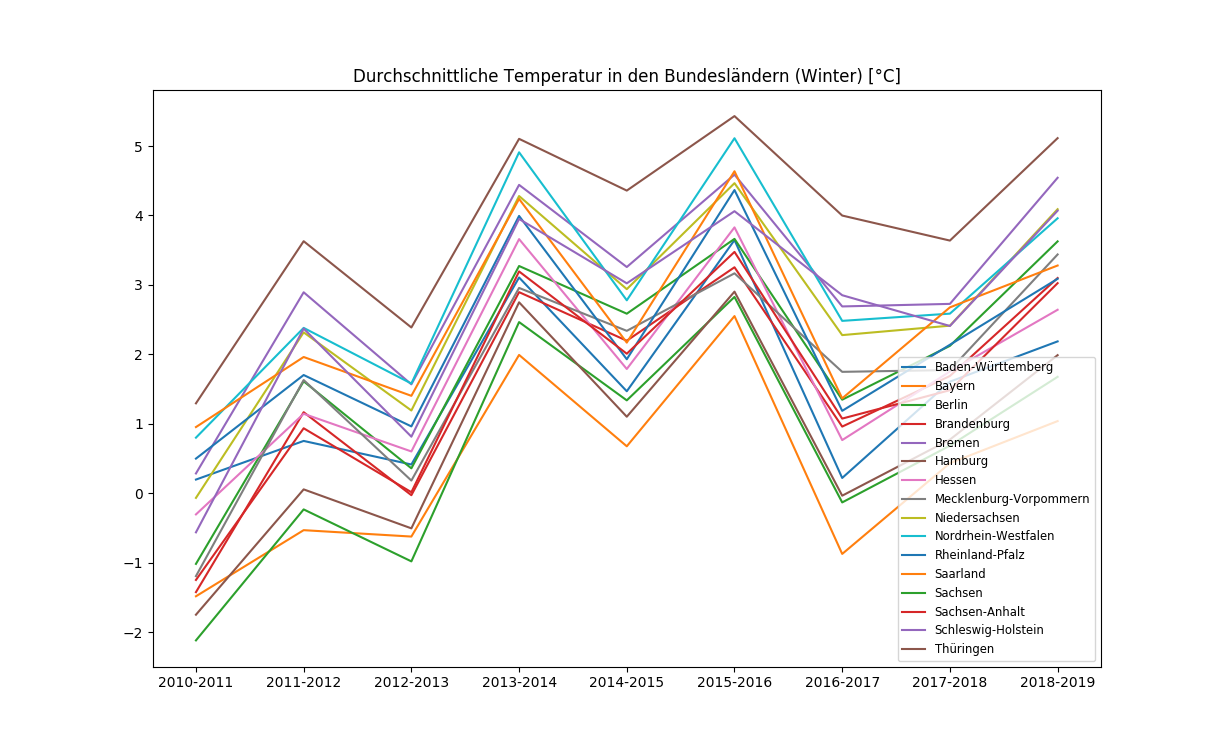 Durchschnittliche Temperatur in den Bundesländern (Winter) [°C]
5
4
3
2
1
0
−1
−2
2010-2011 2011-2012 2012-2013 2013-2014 2014-2015 2015-2016 2016-2017 2017-2018 2018-2019
Baden-Württemberg
Bayern
Berlin
Brandenburg
Bremen
Hamburg
Hessen
Mecklenburg-Vorpommern
Niedersachsen
Nordrhein-Westfalen
Rheinland-Pfalz
Saarland
Sachsen
Sachsen-Anhalt
Schleswig-Holstein
Thüringen